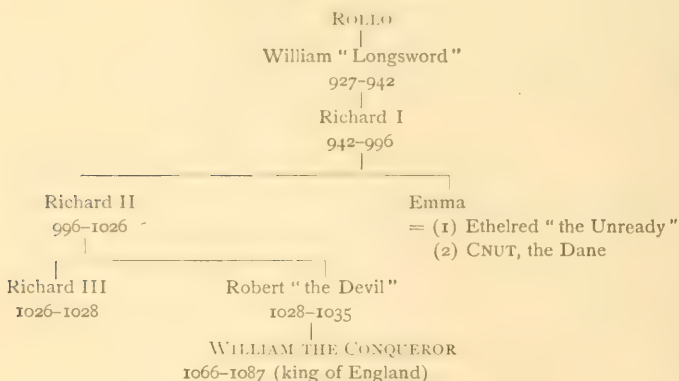 ROLLO
William “Longsword”
927–942
Richard I
942–996
Richard II
996–1026
Emma
= (1) Ethelred “the Unready”
(2) CNUT, the Dane
Richard III
1026–1028
Robert “the Devil”
1028–1035
WILLIAM THE CONQUEROR
1066–1087 (king of England)